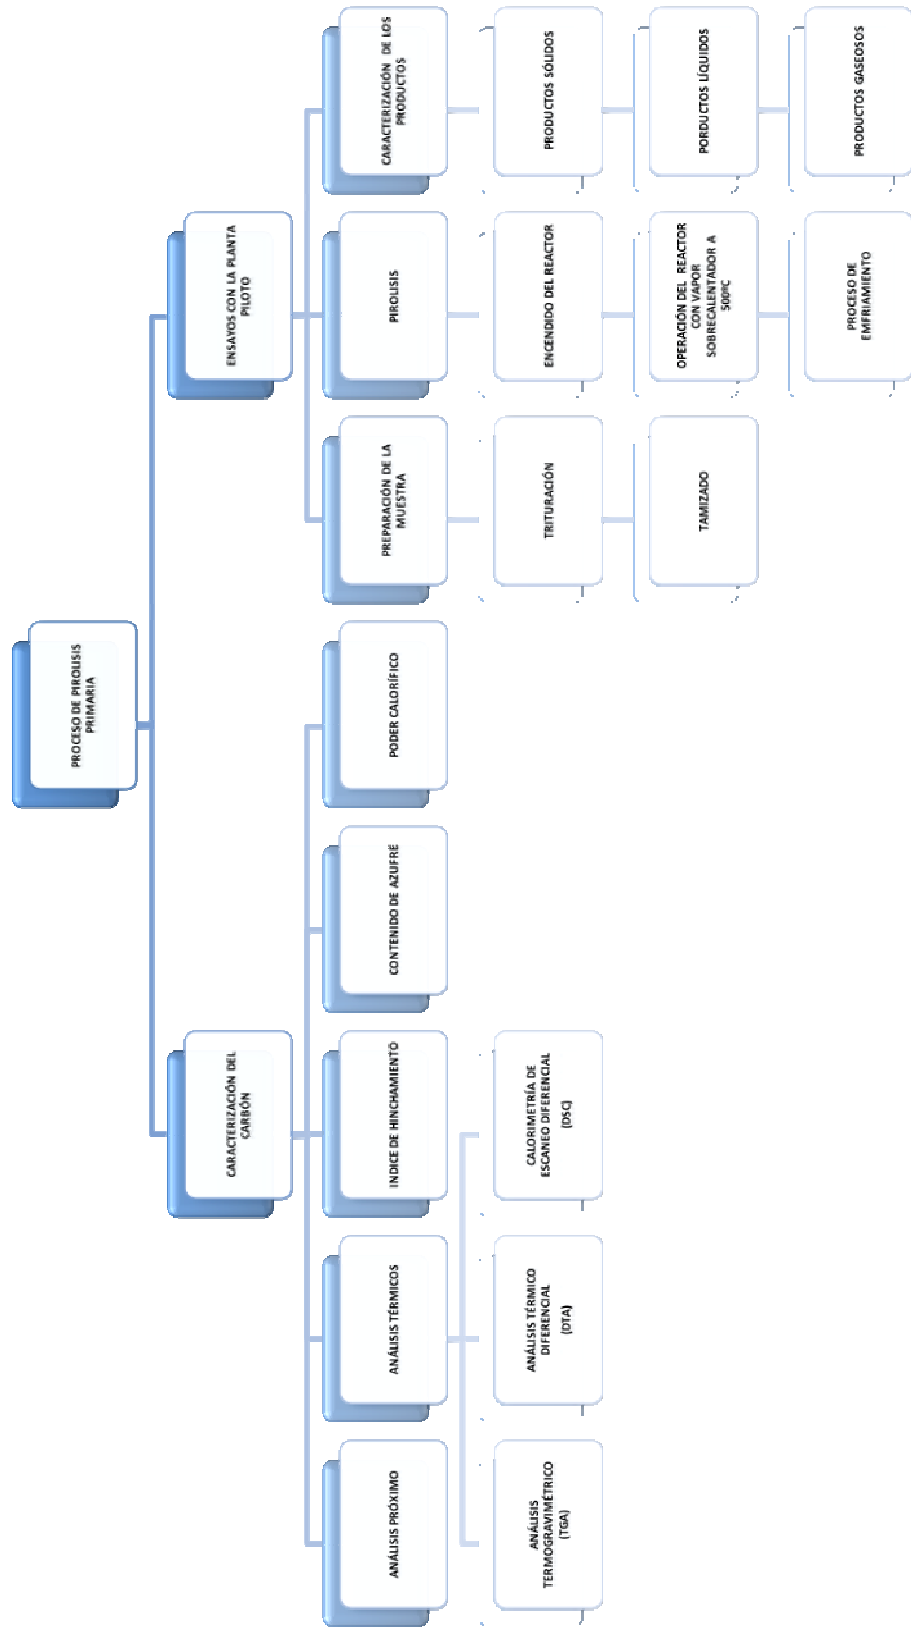 PROCESO DE PIROLISIS
PRIMARIA
CARACTERIZACIÓN DEL
CARBÓN
ENSAYOS CON LA PLANTA
PILOTO
ANÁLISIS PRÓXIMO
ANÁLISIS TÉRMICOS
INDICE DE HINCHAMIENTO
CONTENIDO DE AZUFRE
PODER CALORÍFICO
PREPARACIÓN DE LA
MUESTRA
PIROLISIS
CARACTERIZACIÓN DE LOS
PRODUCTOS
ANÁLISIS
TERMOGRAVIMÉTRICO
(TGA)
ANÁLISIS TÉRMICO
DIFERENCIAL
(DTA)
CALORIMETRÍA DE
ESCANEO DIFERENCIAL
(DSC)
TRITURACIÓN
ENCENDIDO DEL REACTOR
PRODUCTOS SÓLIDOS
TAMIZADO
OPERACIÓN DEL REACTOR
CON VAPOR
SOBRECALENTADOR A
500ºC
PORDUCTOS LÍQUIDOS
PROCESO DE
EMFRIAMIENTO
PRODUCTOS GASEOSOS